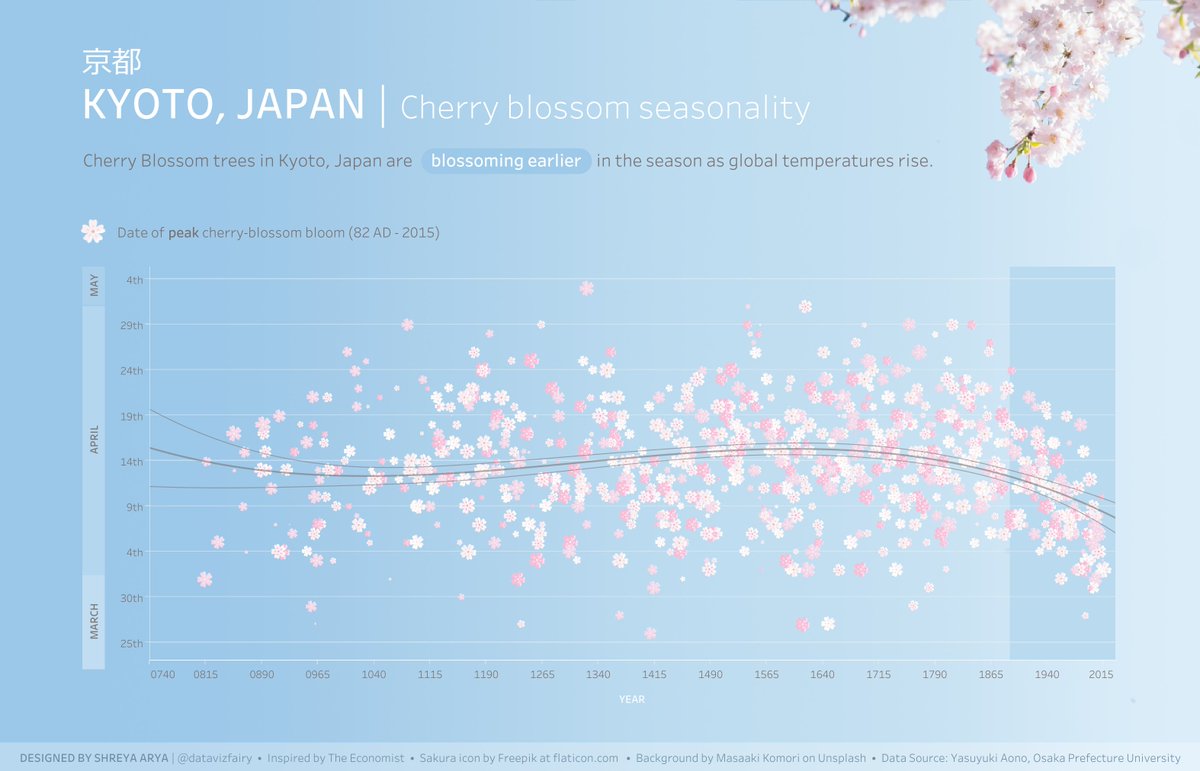 京都
KYOTO, JAPAN | Cherry blossom seasonality
Cherry Blossom trees in Kyoto, Japan are blossoming earlier in the season as global temperatures rise.
Date of peak cherry-blossom bloom (82 AD - 2015)
MAY
4th
29th
24th
19th
APRIL
14th
9th
4th
MARCH
30th
25th
0740 0815 0890 0965 1040 1115 1190 1265 1340 1415 1490 1565 1640 1715 1790 1865 1940 2015
YEAR
DESIGNED BY SHREYA ARYA | @datavizfairy • Inspired by The Economist • Sakura icon by Freepik at flaticon.com • Background by Masaaki Komori on Unsplash • Data Source: Yasuyuki Aono, Osaka Prefecture University